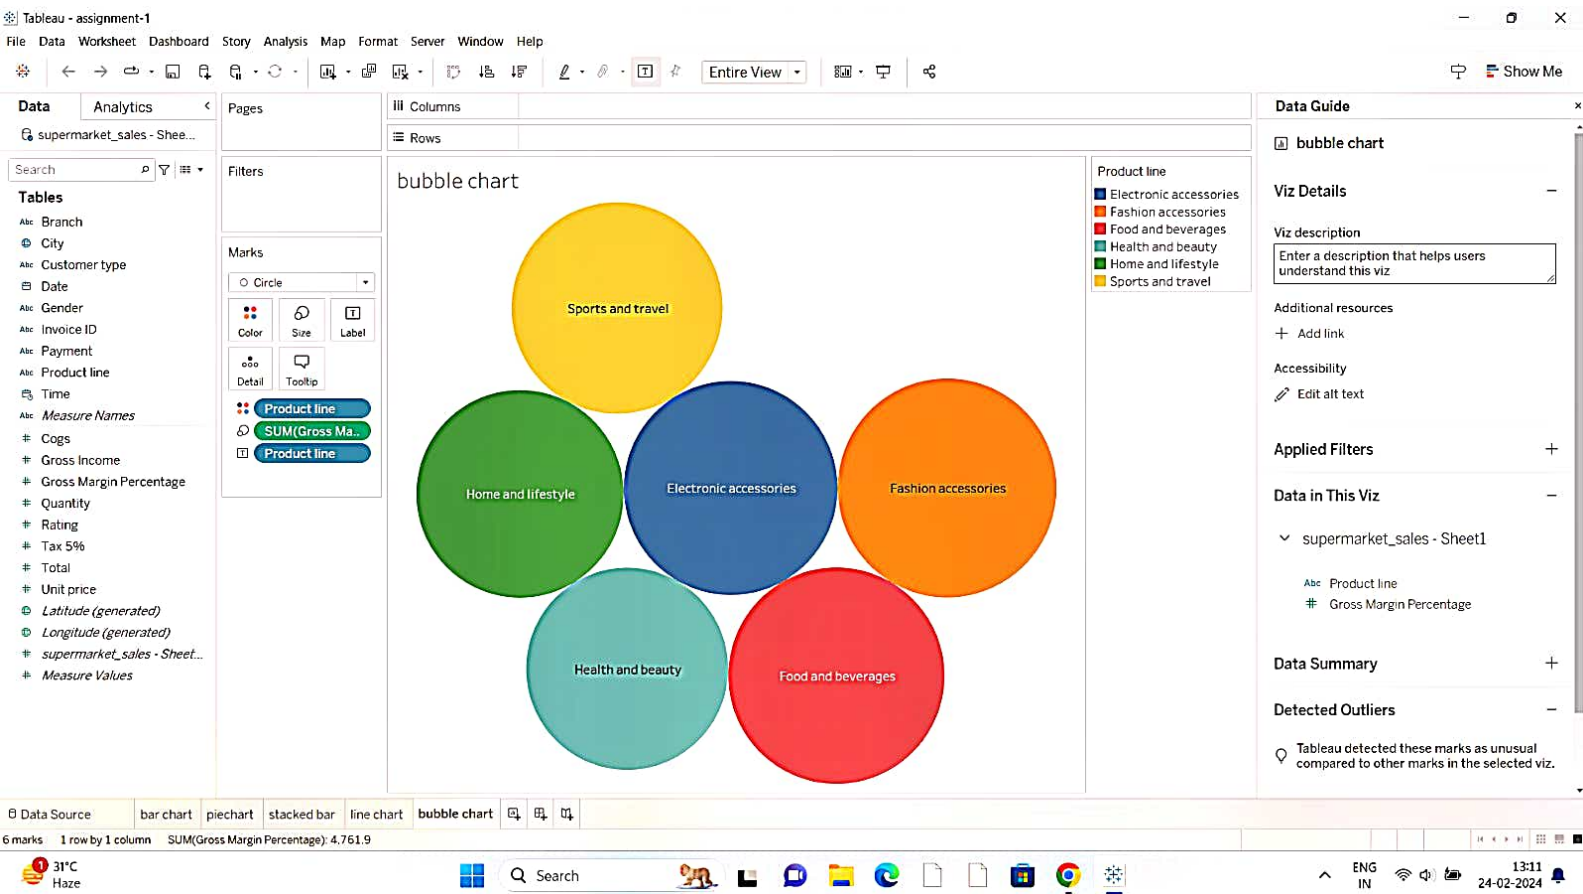 Tableau - assignment-1
File Data Worksheet Dashboard Story Analysis Map Format Server Window Help
Entire View
Show Me
Data Analytics
supermarket_sales - Shee...
Search
Tables
Abc Branch
City
Abc Customer type
Date
Abc Gender
Abc Invoice ID
Abc Payment
Abc Product line
Time
Abc Measure Names
# Cogs
# Gross Income
# Gross Margin Percentage
# Quantity
# Rating
# Tax 5%
# Total
# Unit price
Latitude (generated)
Longitude (generated)
# supermarket_sales - Sheet...
# Measure Values
Pages
Filters
Marks
Circle
Color Size Label
Detail Tooltip
Product line
SUM(Gross Ma..
Product line
Columns
Rows
bubble chart
Sports and travel
Home and lifestyle
Electronic accessories
Fashion accessories
Health and beauty
Food and beverages
Product line
Electronic accessories
Fashion accessories
Food and beverages
Health and beauty
Home and lifestyle
Sports and travel
Data Guide
bubble chart
Viz Details
Viz description
Enter a description that helps users
understand this viz
Additional resources
Add link
Accessibility
Edit alt text
Applied Filters
Data in This Viz
supermarket_sales - Sheet1
Abc Product line
# Gross Margin Percentage
Data Summary
Detected Outliers
Tableau detected these marks as unusual
compared to other marks in the selected viz.
Data Source bar chart piechart stacked bar line chart bubble chart
6 marks 1 row by 1 column SUM(Gross Margin Percentage): 4,761.9
1
31°C
Haze
Search
ENG
IN
13:11
24-02-2024